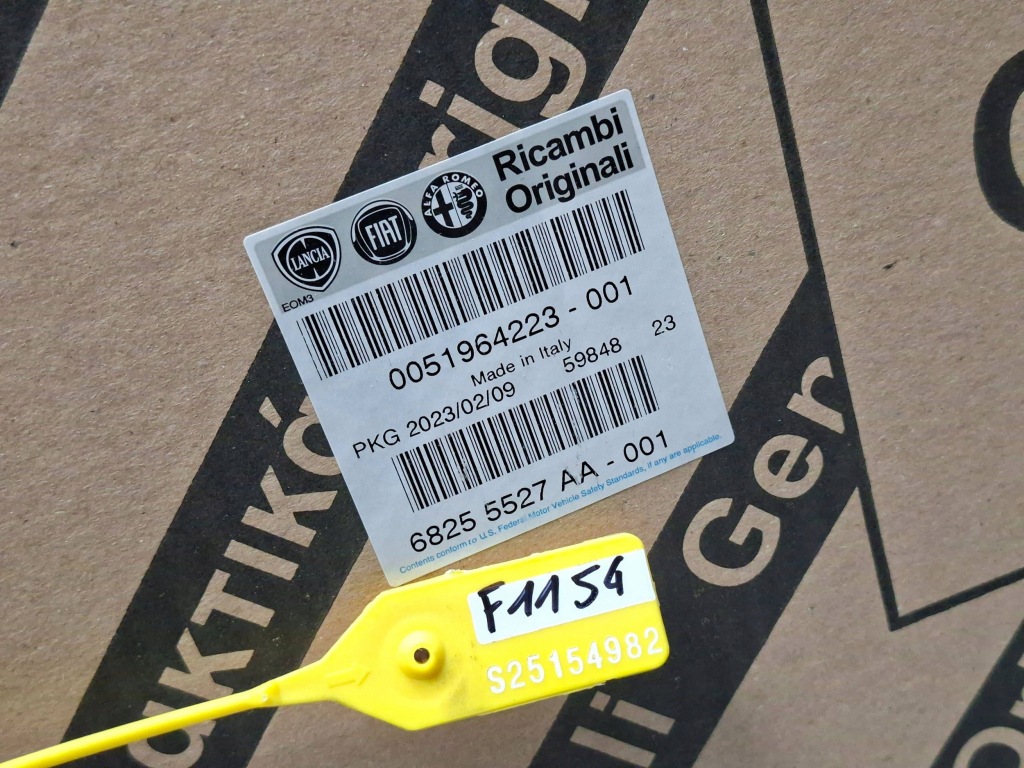 Ricambi
Originali
LANCIA
FIAT
ALFA ROMEO
EOM3
0051964223 - 001
Made in Italy
PKG 2023/02/09 59848 23
6825 5527 AA - 001
Contents conform to U.S. Federal Motor Vehicle Safety Standards, if any are applicable.
F1154
S25154982
Ger